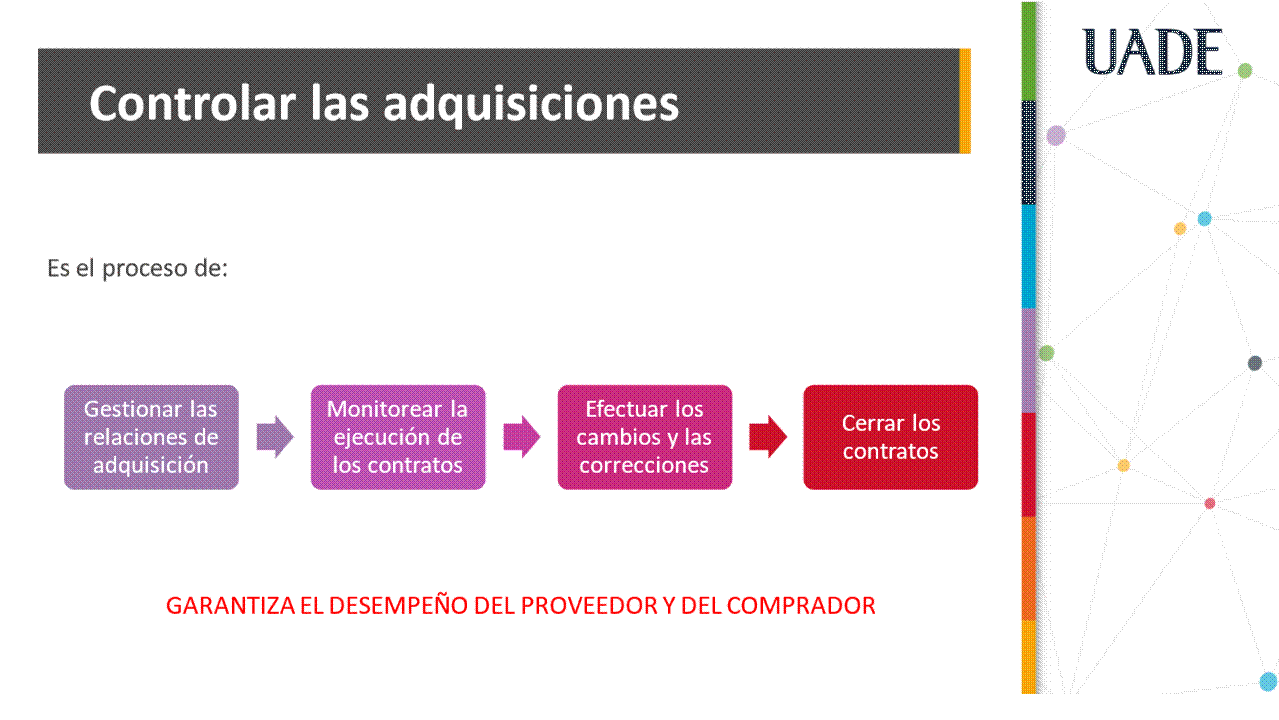 UADE
Controlar las adquisiciones
Es el proceso de:
Gestionar las
relaciones de
adquisición
Monitorear la
ejecución de
los contratos
Efectuar los
cambios y las
correcciones
Cerrar los
contratos
GARANTIZA EL DESEMPEÑO DEL PROVEEDOR Y DEL COMPRADOR